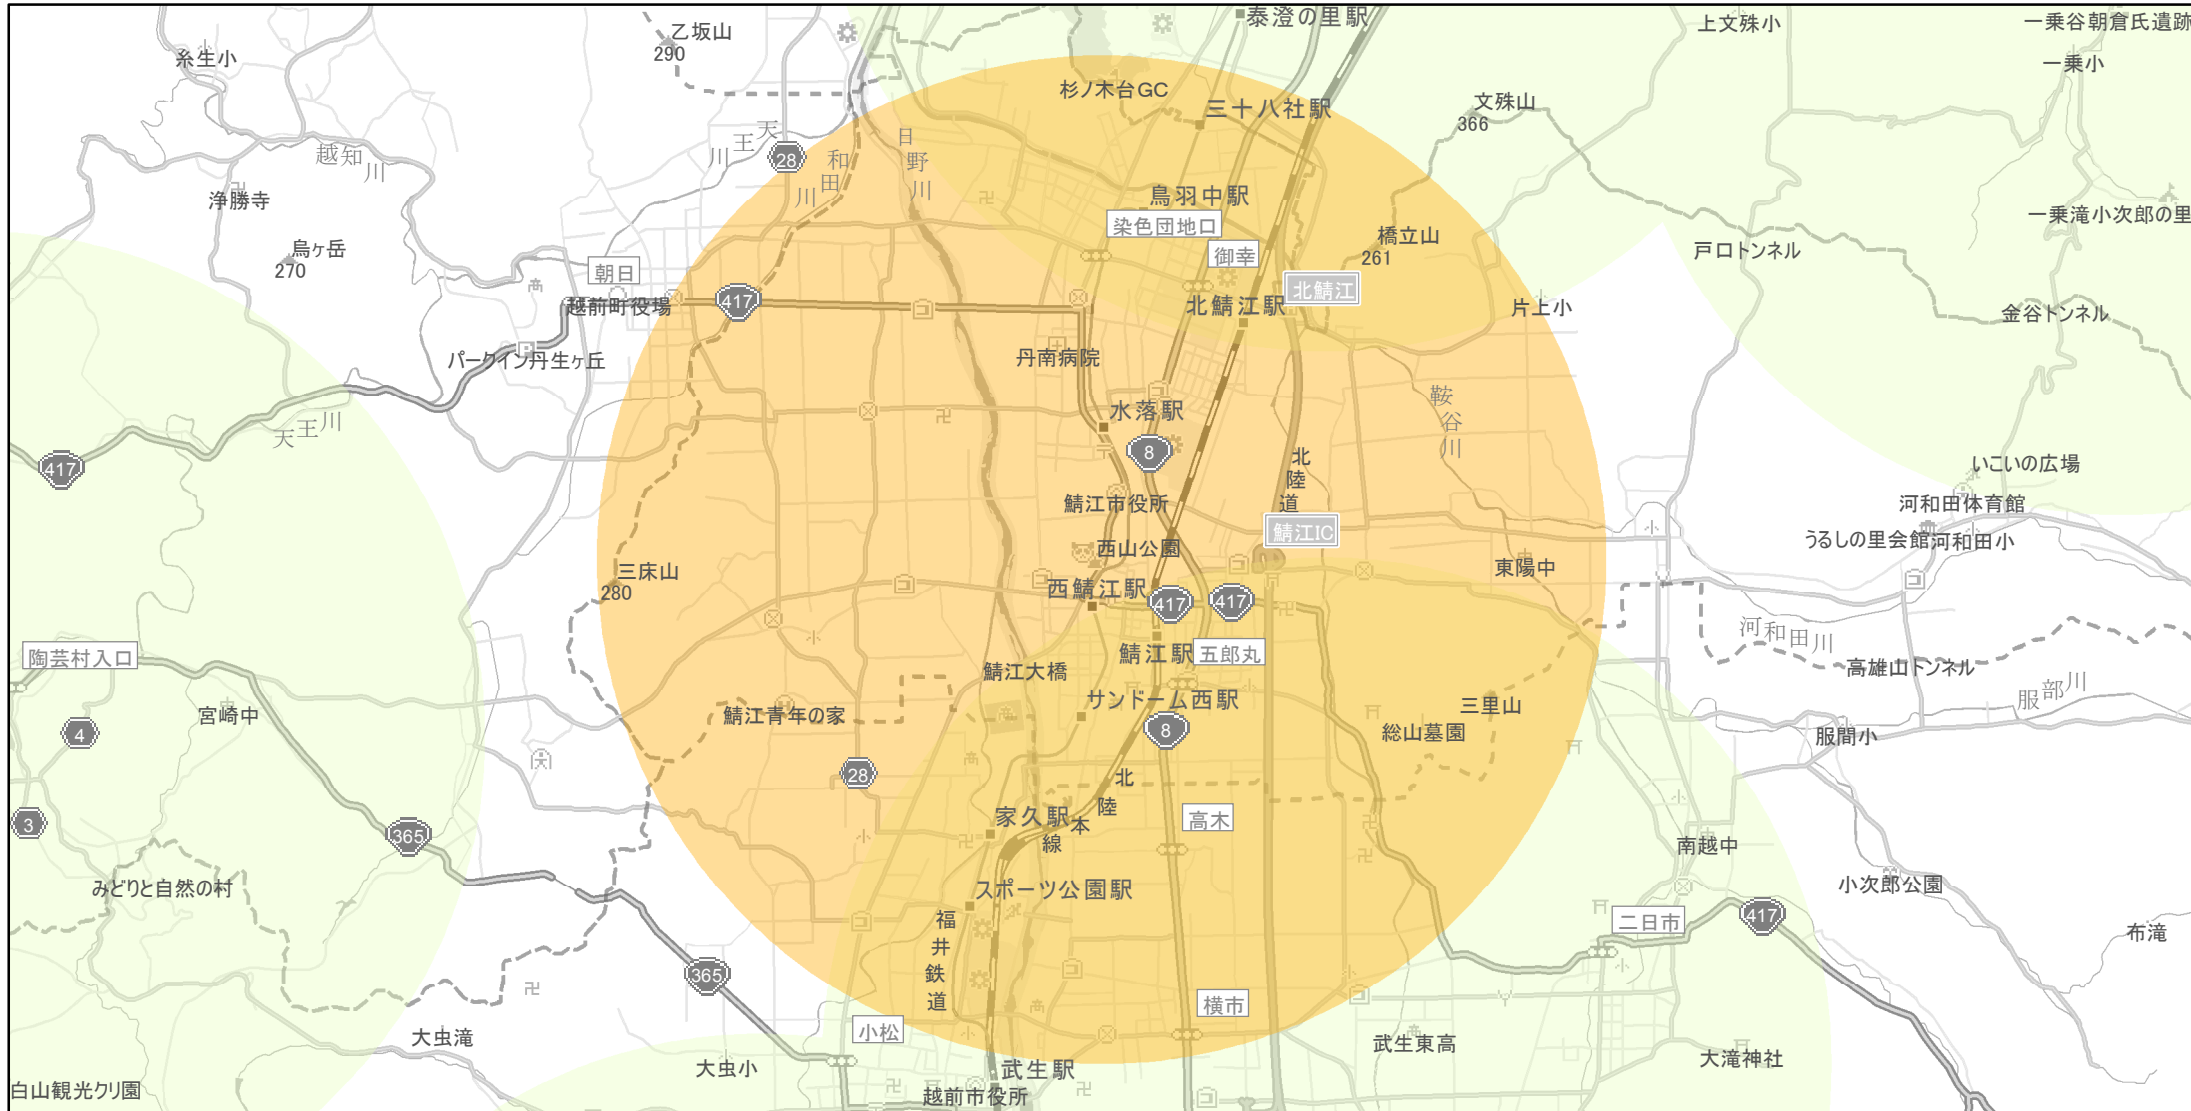 泰澄の里駅
上文殊小
一乗谷朝倉氏遺跡
乙坂山
290
糸生小
一乗小
杉ノ木台GC
三十八社駅
文殊山
366
越知川
天王川
28
和田川
日野川
浄勝寺
鳥羽中駅
染色団地口
御幸
橋立山
261
一乗滝小次郎の里
戸口トンネル
烏ヶ岳
270
朝日
越前町役場
417
北鯖江
北鯖江駅
片上小
金谷トンネル
パークイン丹生ヶ丘
丹南病院
天王川
417
水落駅
8
鞍谷川
北陸道
いこいの広場
河和田体育館
うるしの里会館
河和田小
鯖江市役所
鯖江IC
西山公園
東陽中
三床山
280
西鯖江駅
417
417
河和田川
陶芸村入口
鯖江駅
五郎丸
鯖江大橋
高雄山トンネル
服部川
サンドーム西駅
三里山
宮崎中
4
鯖江青年の家
8
総山墓園
服間小
28
北陸本線
3
365
家久駅
高木
南越中
みどりと自然の村
スポーツ公園駅
小次郎公園
福井鉄道
二日市
417
布滝
365
横市
大虫滝
小松
武生東高
大滝神社
大虫小
武生駅
白山観光クリ園
越前市役所